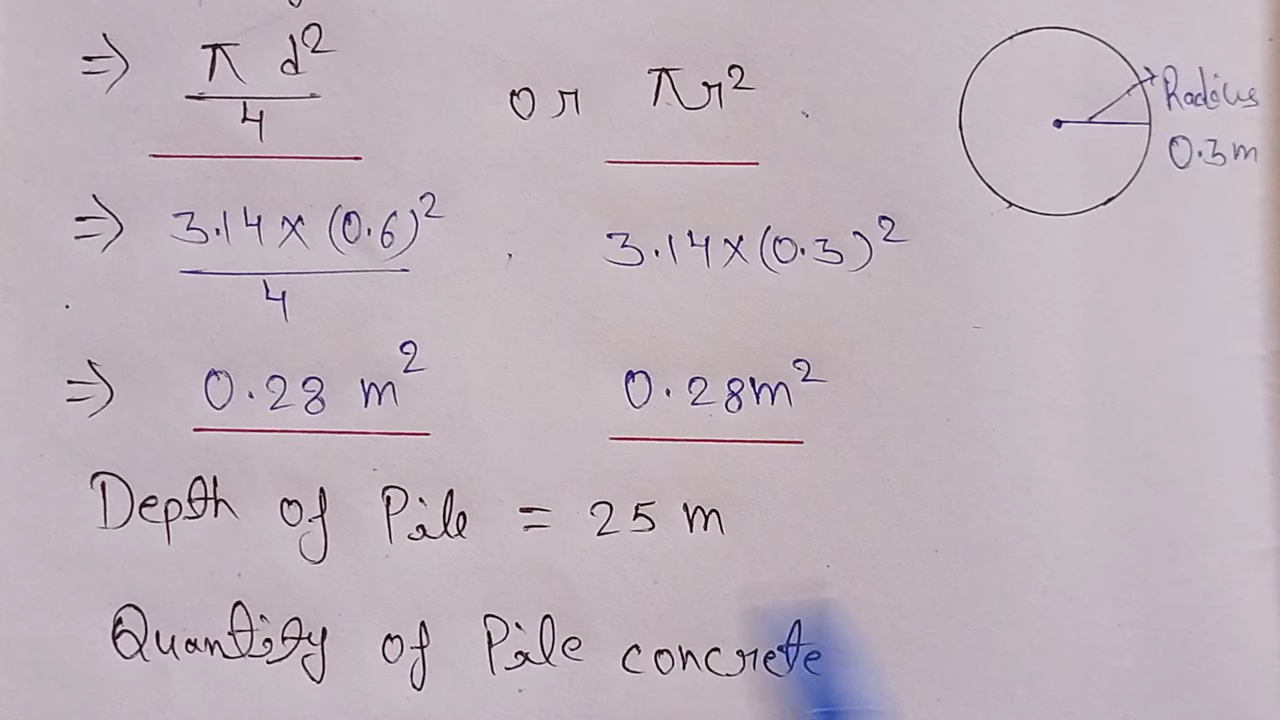 ⇒ π d² / 4 or πr²
Radius
0.3m
⇒ 3.14 × (0.6)² / 4 3.14×(0.3)²
⇒ 0.28 m² 0.28m²
Depth of Pile = 25 m
Quantity of Pile concrete